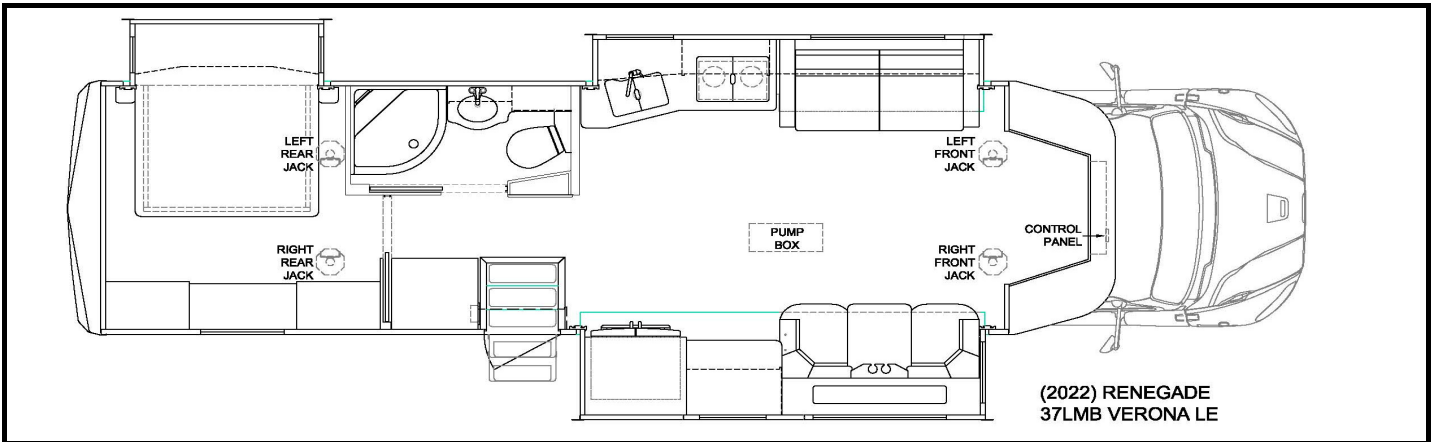 LEFT
REAR
JACK
LEFT
FRONT
JACK
PUMP
BOX
CONTROL
PANEL
RIGHT
REAR
JACK
RIGHT
FRONT
JACK
(2022) RENEGADE
37LMB VERONA LE